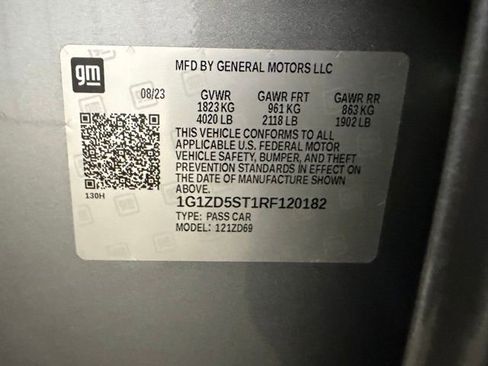 gm
MFD BY GENERAL MOTORS LLC
08/23 GVWR GAWR FRT GAWR RR
1823 KG 961 KG 863 KG
4020 LB 2118 LB 1902 LB
THIS VEHICLE CONFORMS TO ALL
APPLICABLE U.S. FEDERAL MOTOR
VEHICLE SAFETY, BUMPER, AND THEFT
PREVENTION STANDARDS IN EFFECT ON
THE DATE OF MANUFACTURE SHOWN
ABOVE.
130H
1G1ZD5ST1RF120182
TYPE: PASS CAR
MODEL: 121ZD69